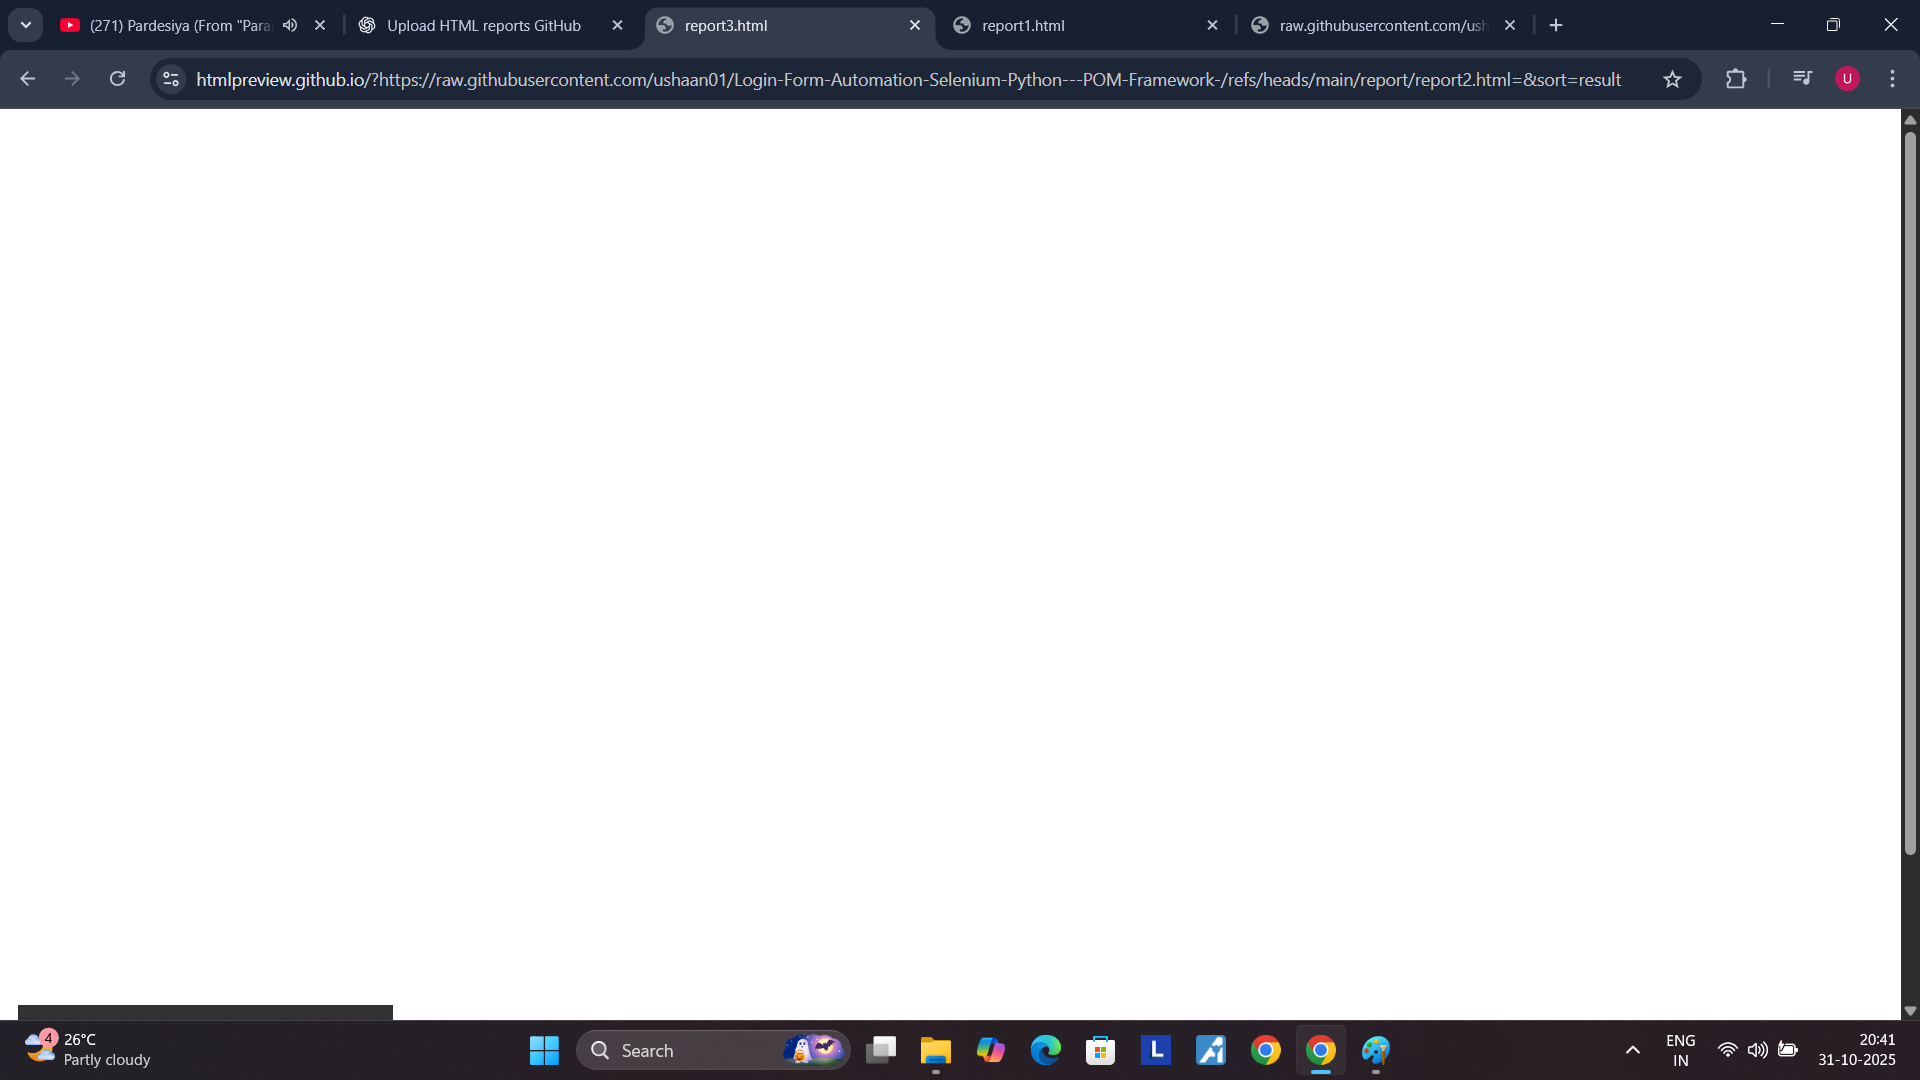 (271) Pardesiya (From "Para
Upload HTML reports GitHub
report3.html
report1.html
raw.githubusercontent.com/ush
htmlpreview.github.io/?https://raw.githubusercontent.com/ushaan01/Login-Form-Automation-Selenium-Python---POM-Framework-/refs/heads/main/report/report2.html=&sort=result
U
4
26°C
Partly cloudy
Search
L
ENG
IN
20:41
31-10-2025